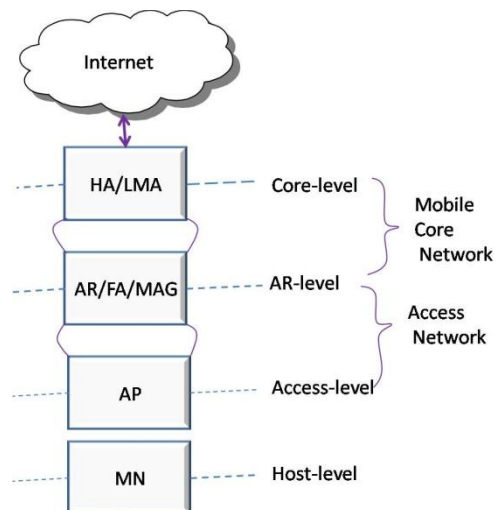 Internet
HA/LMA
Core-level
Mobile
Core
Network
AR/FA/MAG
AR-level
Access
Network
AP
Access-level
MN
Host-level